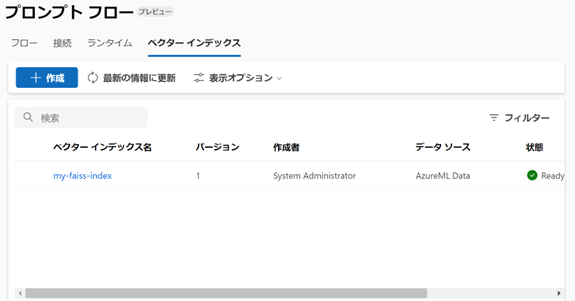 プロンプト フロー プレビュー
フロー 接続 ランタイム ベクター インデックス
＋ 作成 最新の情報に更新 表示オプション
検索 フィルター
ベクター インデックス名 バージョン 作成者 データ ソース 状態
my-faiss-index 1 System Administrator AzureML Data Ready